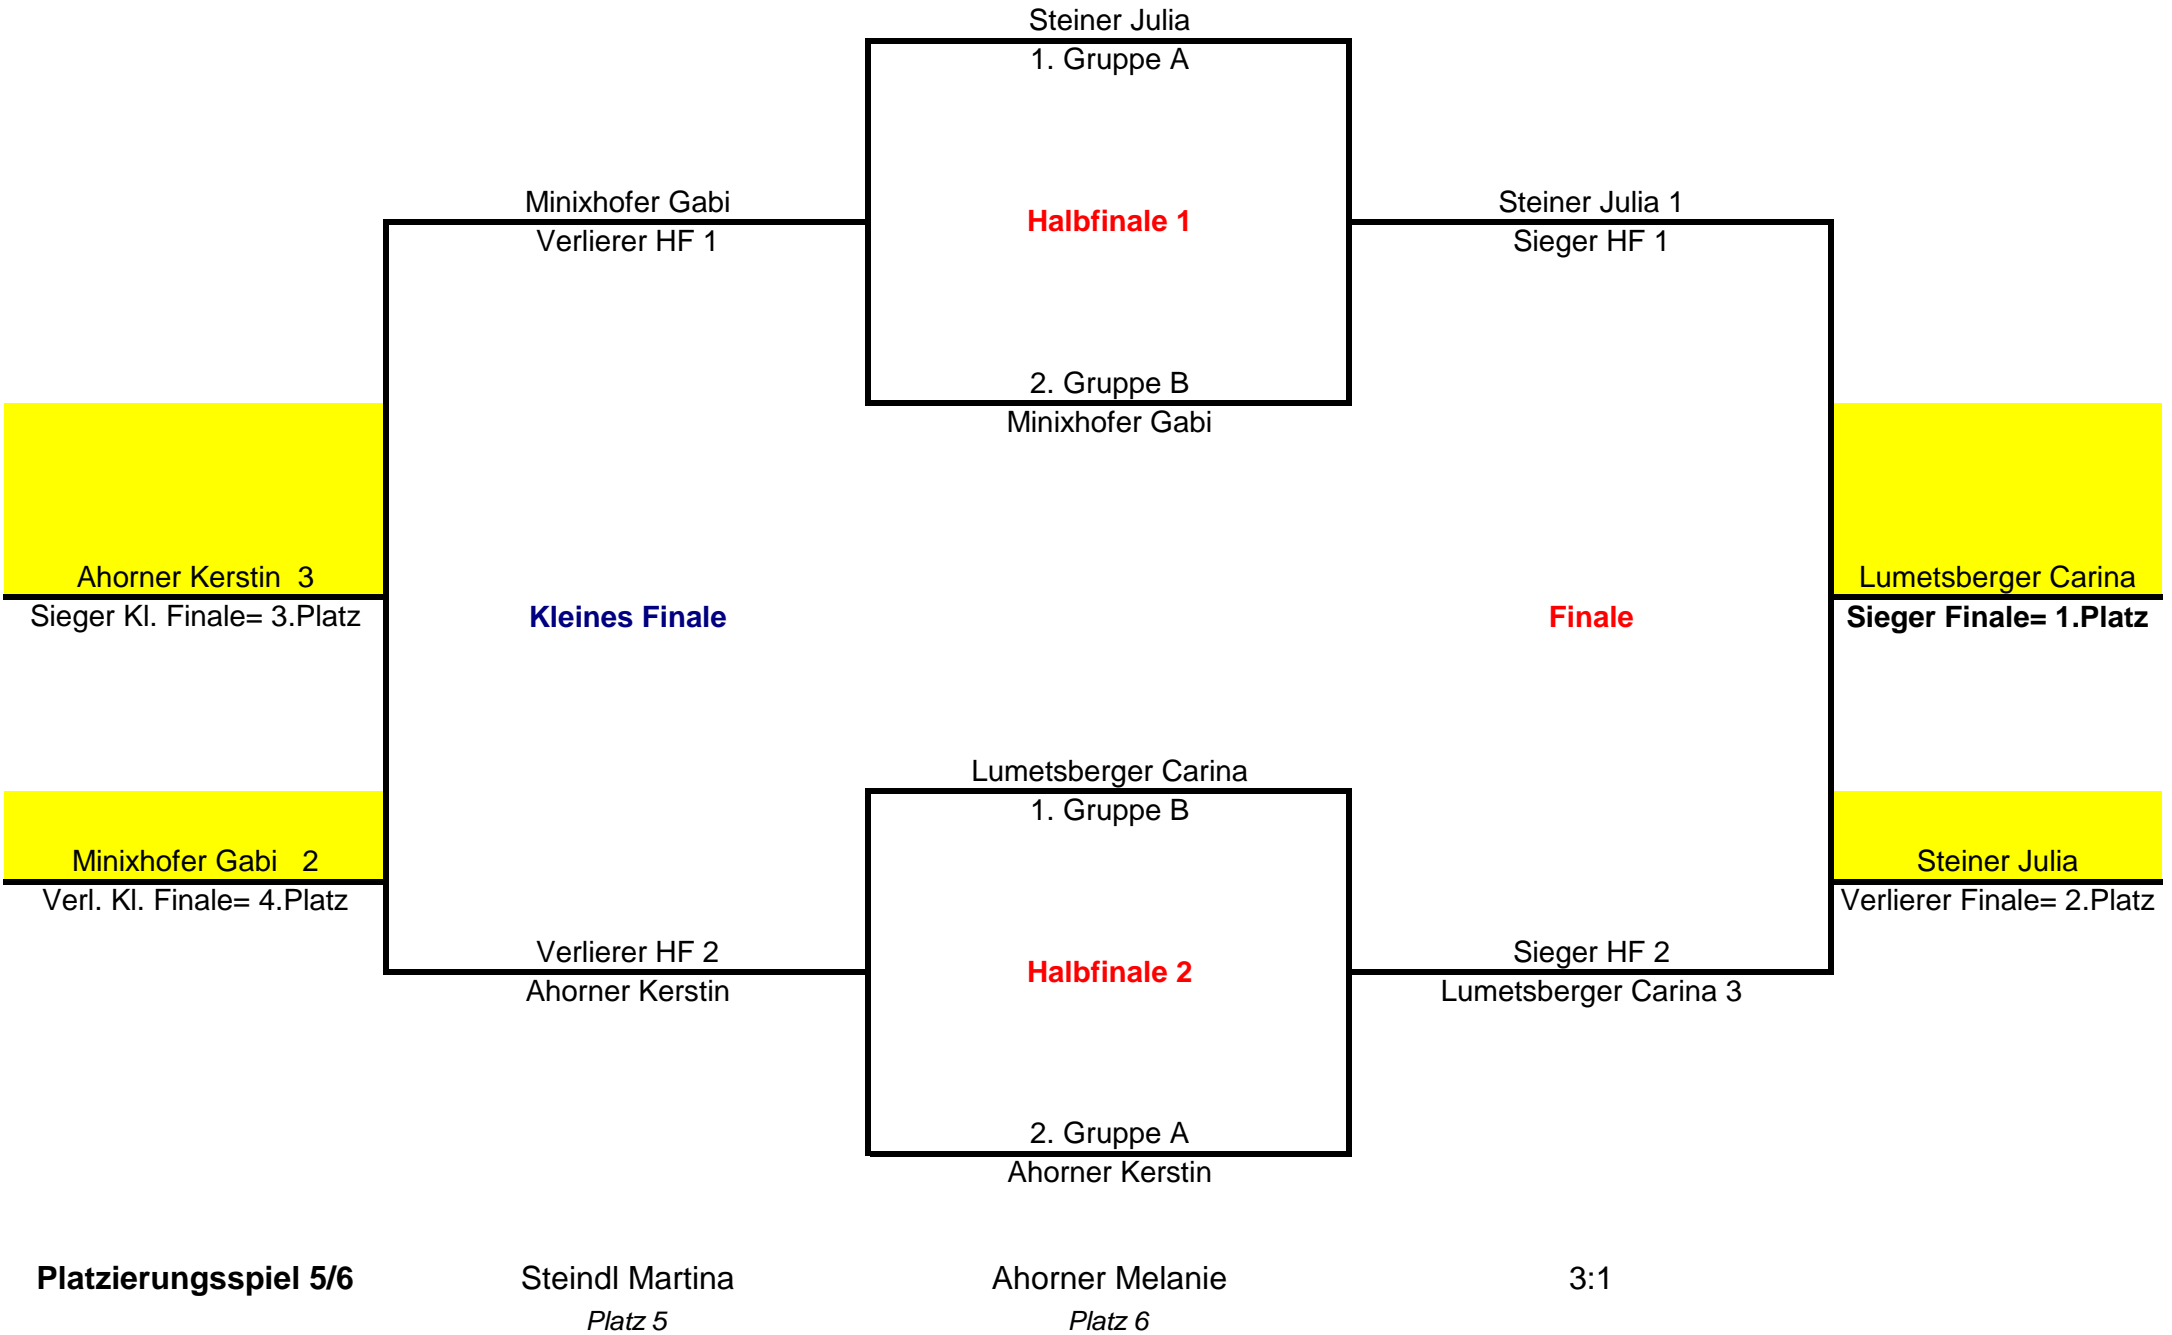 Steiner Julia
1. Gruppe A
Minixhofer Gabi
Verlierer HF 1
Halbfinale 1
Steiner Julia 1
Sieger HF 1
2. Gruppe B
Minixhofer Gabi
Ahorner Kerstin  3
Sieger Kl. Finale= 3.Platz
Kleines Finale
Finale
Lumetsberger Carina
Sieger Finale= 1.Platz
Lumetsberger Carina
1. Gruppe B
Minixhofer Gabi   2
Verl. Kl. Finale= 4.Platz
Steiner Julia
Verlierer Finale= 2.Platz
Verlierer HF 2
Ahorner Kerstin
Halbfinale 2
Sieger HF 2
Lumetsberger Carina 3
2. Gruppe A
Ahorner Kerstin
Platzierungsspiel 5/6 Steindl Martina Ahorner Melanie 3:1
Platz 5 Platz 6